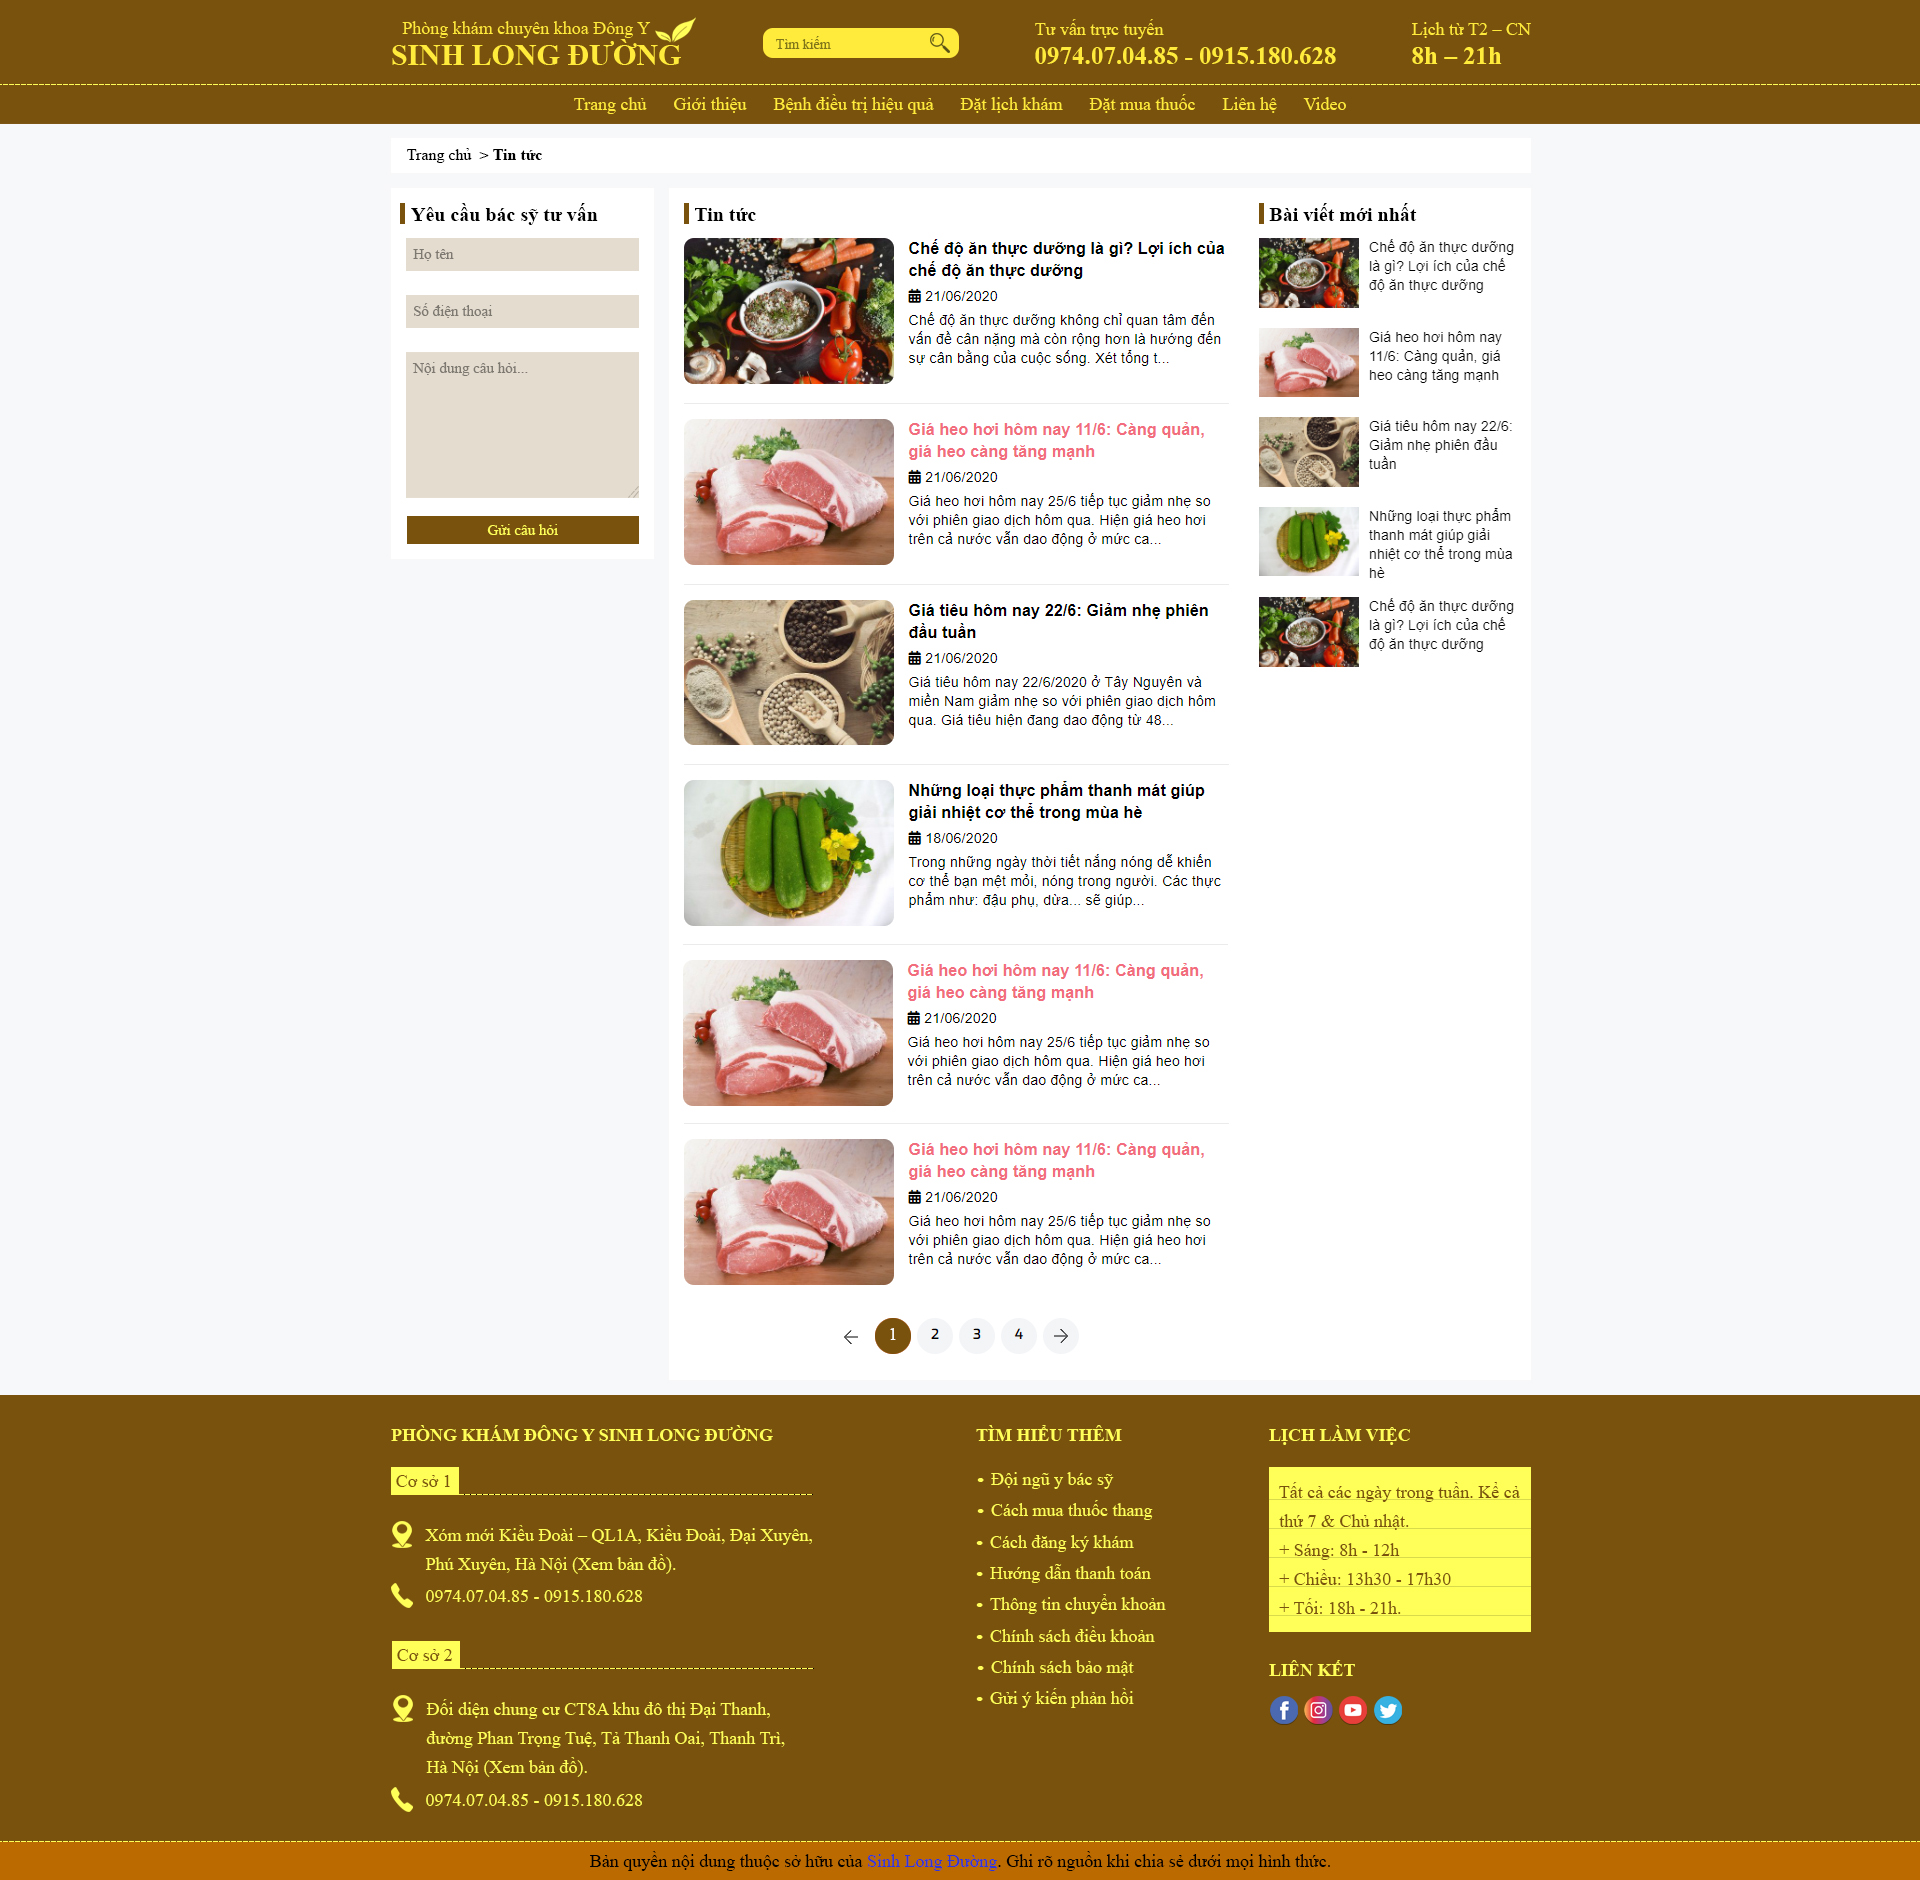 Phòng khám chuyên khoa Đông Y
SINH LONG ĐƯỜNG
Tìm kiếm
Tư vấn trực tuyến
0974.07.04.85 - 0915.180.628
Lịch từ T2 – CN
8h – 21h
Trang chủ Giới thiệu Bệnh điều trị hiệu quả Đặt lịch khám Đặt mua thuốc Liên hệ Video
Trang chủ > Tin tức
Yêu cầu bác sỹ tư vấn
Họ tên
Số điện thoại
Nội dung câu hỏi...
Gửi câu hỏi
Tin tức
Chế độ ăn thực dưỡng là gì? Lợi ích của
chế độ ăn thực dưỡng
21/06/2020
Chế độ ăn thực dưỡng không chỉ quan tâm đến
vấn đề cân nặng mà còn rộng hơn là hướng đến
sự cân bằng của cuộc sống. Xét tổng t...
Giá heo hơi hôm nay 11/6: Càng quản,
giá heo càng tăng mạnh
21/06/2020
Giá heo hơi hôm nay 25/6 tiếp tục giảm nhẹ so
với phiên giao dịch hôm qua. Hiện giá heo hơi
trên cả nước vẫn dao động ở mức ca...
Giá tiêu hôm nay 22/6: Giảm nhẹ phiên
đầu tuần
21/06/2020
Giá tiêu hôm nay 22/6/2020 ở Tây Nguyên và
miền Nam giảm nhẹ so với phiên giao dịch hôm
qua. Giá tiêu hiện đang dao động từ 48...
Những loại thực phẩm thanh mát giúp
giải nhiệt cơ thể trong mùa hè
18/06/2020
Trong những ngày thời tiết nắng nóng dễ khiến
cơ thể bạn mệt mỏi, nóng trong người. Các thực
phẩm như: đậu phụ, dừa... sẽ giúp...
Giá heo hơi hôm nay 11/6: Càng quản,
giá heo càng tăng mạnh
21/06/2020
Giá heo hơi hôm nay 25/6 tiếp tục giảm nhẹ so
với phiên giao dịch hôm qua. Hiện giá heo hơi
trên cả nước vẫn dao động ở mức ca...
Giá heo hơi hôm nay 11/6: Càng quản,
giá heo càng tăng mạnh
21/06/2020
Giá heo hơi hôm nay 25/6 tiếp tục giảm nhẹ so
với phiên giao dịch hôm qua. Hiện giá heo hơi
trên cả nước vẫn dao động ở mức ca...
1 2 3 4
Bài viết mới nhất
Chế độ ăn thực dưỡng
là gì? Lợi ích của chế
độ ăn thực dưỡng
Giá heo hơi hôm nay
11/6: Càng quản, giá
heo càng tăng mạnh
Giá tiêu hôm nay 22/6:
Giảm nhẹ phiên đầu
tuần
Những loại thực phẩm
thanh mát giúp giải
nhiệt cơ thể trong mùa
hè
Chế độ ăn thực dưỡng
là gì? Lợi ích của chế
độ ăn thực dưỡng
PHÒNG KHÁM ĐÔNG Y SINH LONG ĐƯỜNG
Cơ sở 1
Xóm mới Kiều Đoài – QL1A, Kiều Đoài, Đại Xuyên,
Phú Xuyên, Hà Nội (Xem bản đồ).
0974.07.04.85 - 0915.180.628
Cơ sở 2
Đối diện chung cư CT8A khu đô thị Đại Thanh,
đường Phan Trọng Tuệ, Tả Thanh Oai, Thanh Trì,
Hà Nội (Xem bản đồ).
0974.07.04.85 - 0915.180.628
TÌM HIỂU THÊM
• Đội ngũ y bác sỹ
• Cách mua thuốc thang
• Cách đăng ký khám
• Hướng dẫn thanh toán
• Thông tin chuyển khoản
• Chính sách điều khoản
• Chính sách bảo mật
• Gửi ý kiến phản hồi
LỊCH LÀM VIỆC
Tất cả các ngày trong tuần. Kể cả
thứ 7 & Chủ nhật.
+ Sáng: 8h - 12h
+ Chiều: 13h30 - 17h30
+ Tối: 18h - 21h.
LIÊN KẾT
Bản quyền nội dung thuộc sở hữu của Sinh Long Đường. Ghi rõ nguồn khi chia sẻ dưới mọi hình thức.